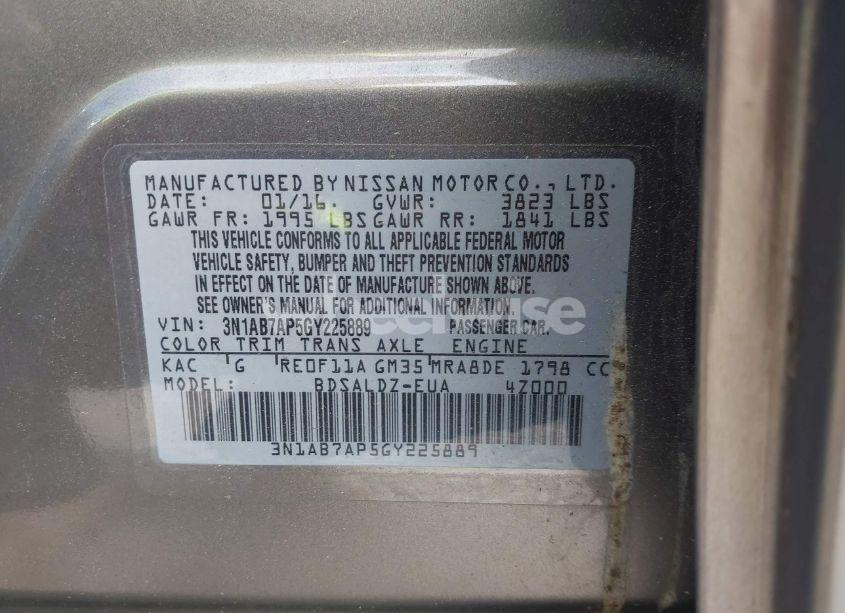 MANUFACTURED BY NISSAN MOTOR CO., LTD.
DATE: 01/16. GVWR: 3823 LBS
GAWR FR: 1995 LBS GAWR RR: 1841 LBS
THIS VEHICLE CONFORMS TO ALL APPLICABLE FEDERAL MOTOR
VEHICLE SAFETY, BUMPER AND THEFT PREVENTION STANDARDS
IN EFFECT ON THE DATE OF MANUFACTURE SHOWN ABOVE.
SEE OWNER'S MANUAL FOR ADDITIONAL INFORMATION.
VIN: 3N1AB7AP5GY225889 PASSENGER CAR.
COLOR TRIM TRANS AXLE ENGINE
KAC G RE0F11A GM35 MRA8DE 1798 CC
MODEL: BDSALDZ-EUA 4Z000
3N1AB7AP5GY225889